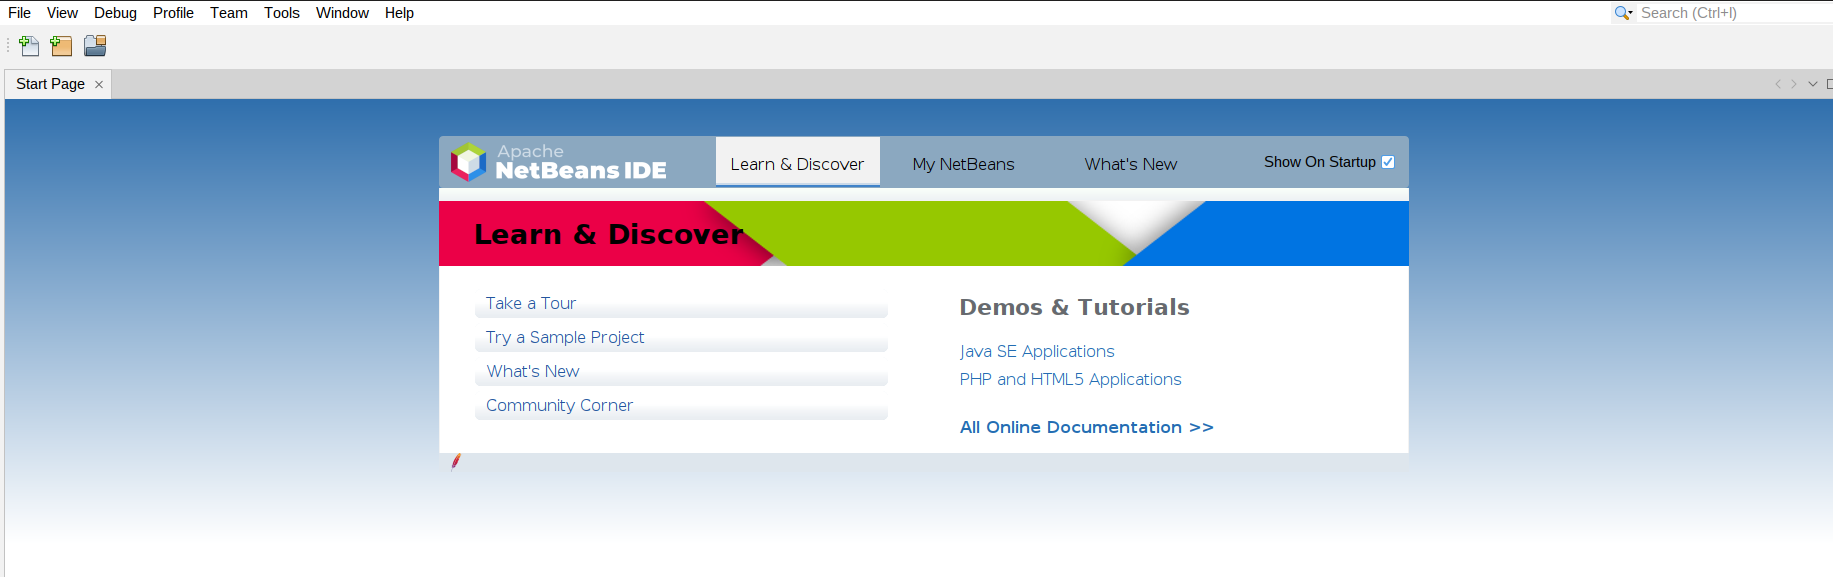 File View Debug Profile Team Tools Window Help Search (Ctrl+I)
Start Page
Apache
NetBeans IDE
Learn & Discover My NetBeans What's New Show On Startup
Learn & Discover
Take a Tour
Try a Sample Project
What's New
Community Corner
Demos & Tutorials
Java SE Applications
PHP and HTML5 Applications
All Online Documentation >>